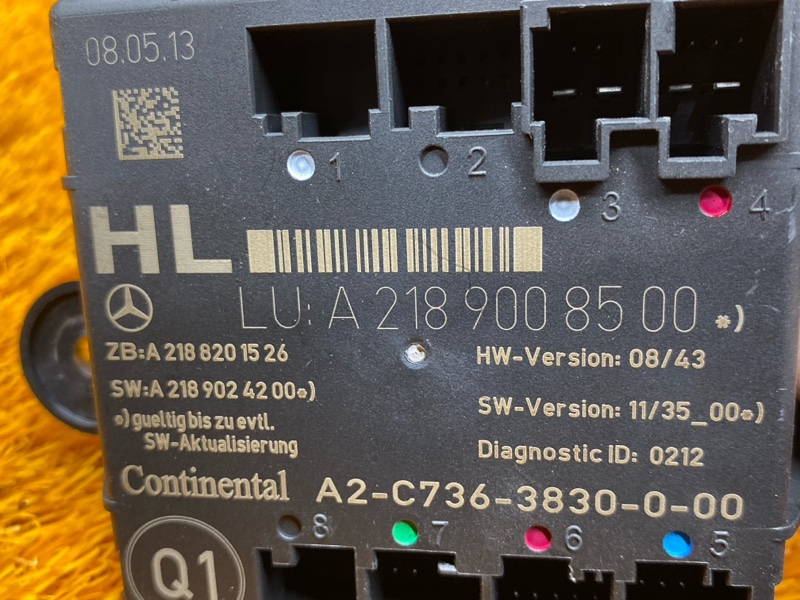 08.05.13
1 2 3 4
HL
LU: A 218 900 85 00 *)
ZB:A 218 820 15 26
HW-Version: 08/43
SW:A 218 902 42 00*)
SW-Version: 11/35_00*)
*) gueltig bis zu evtl.
SW-Aktualisierung
Diagnostic ID: 0212
Continental A2-C736-3830-0-00
8 7 6 5
Q1